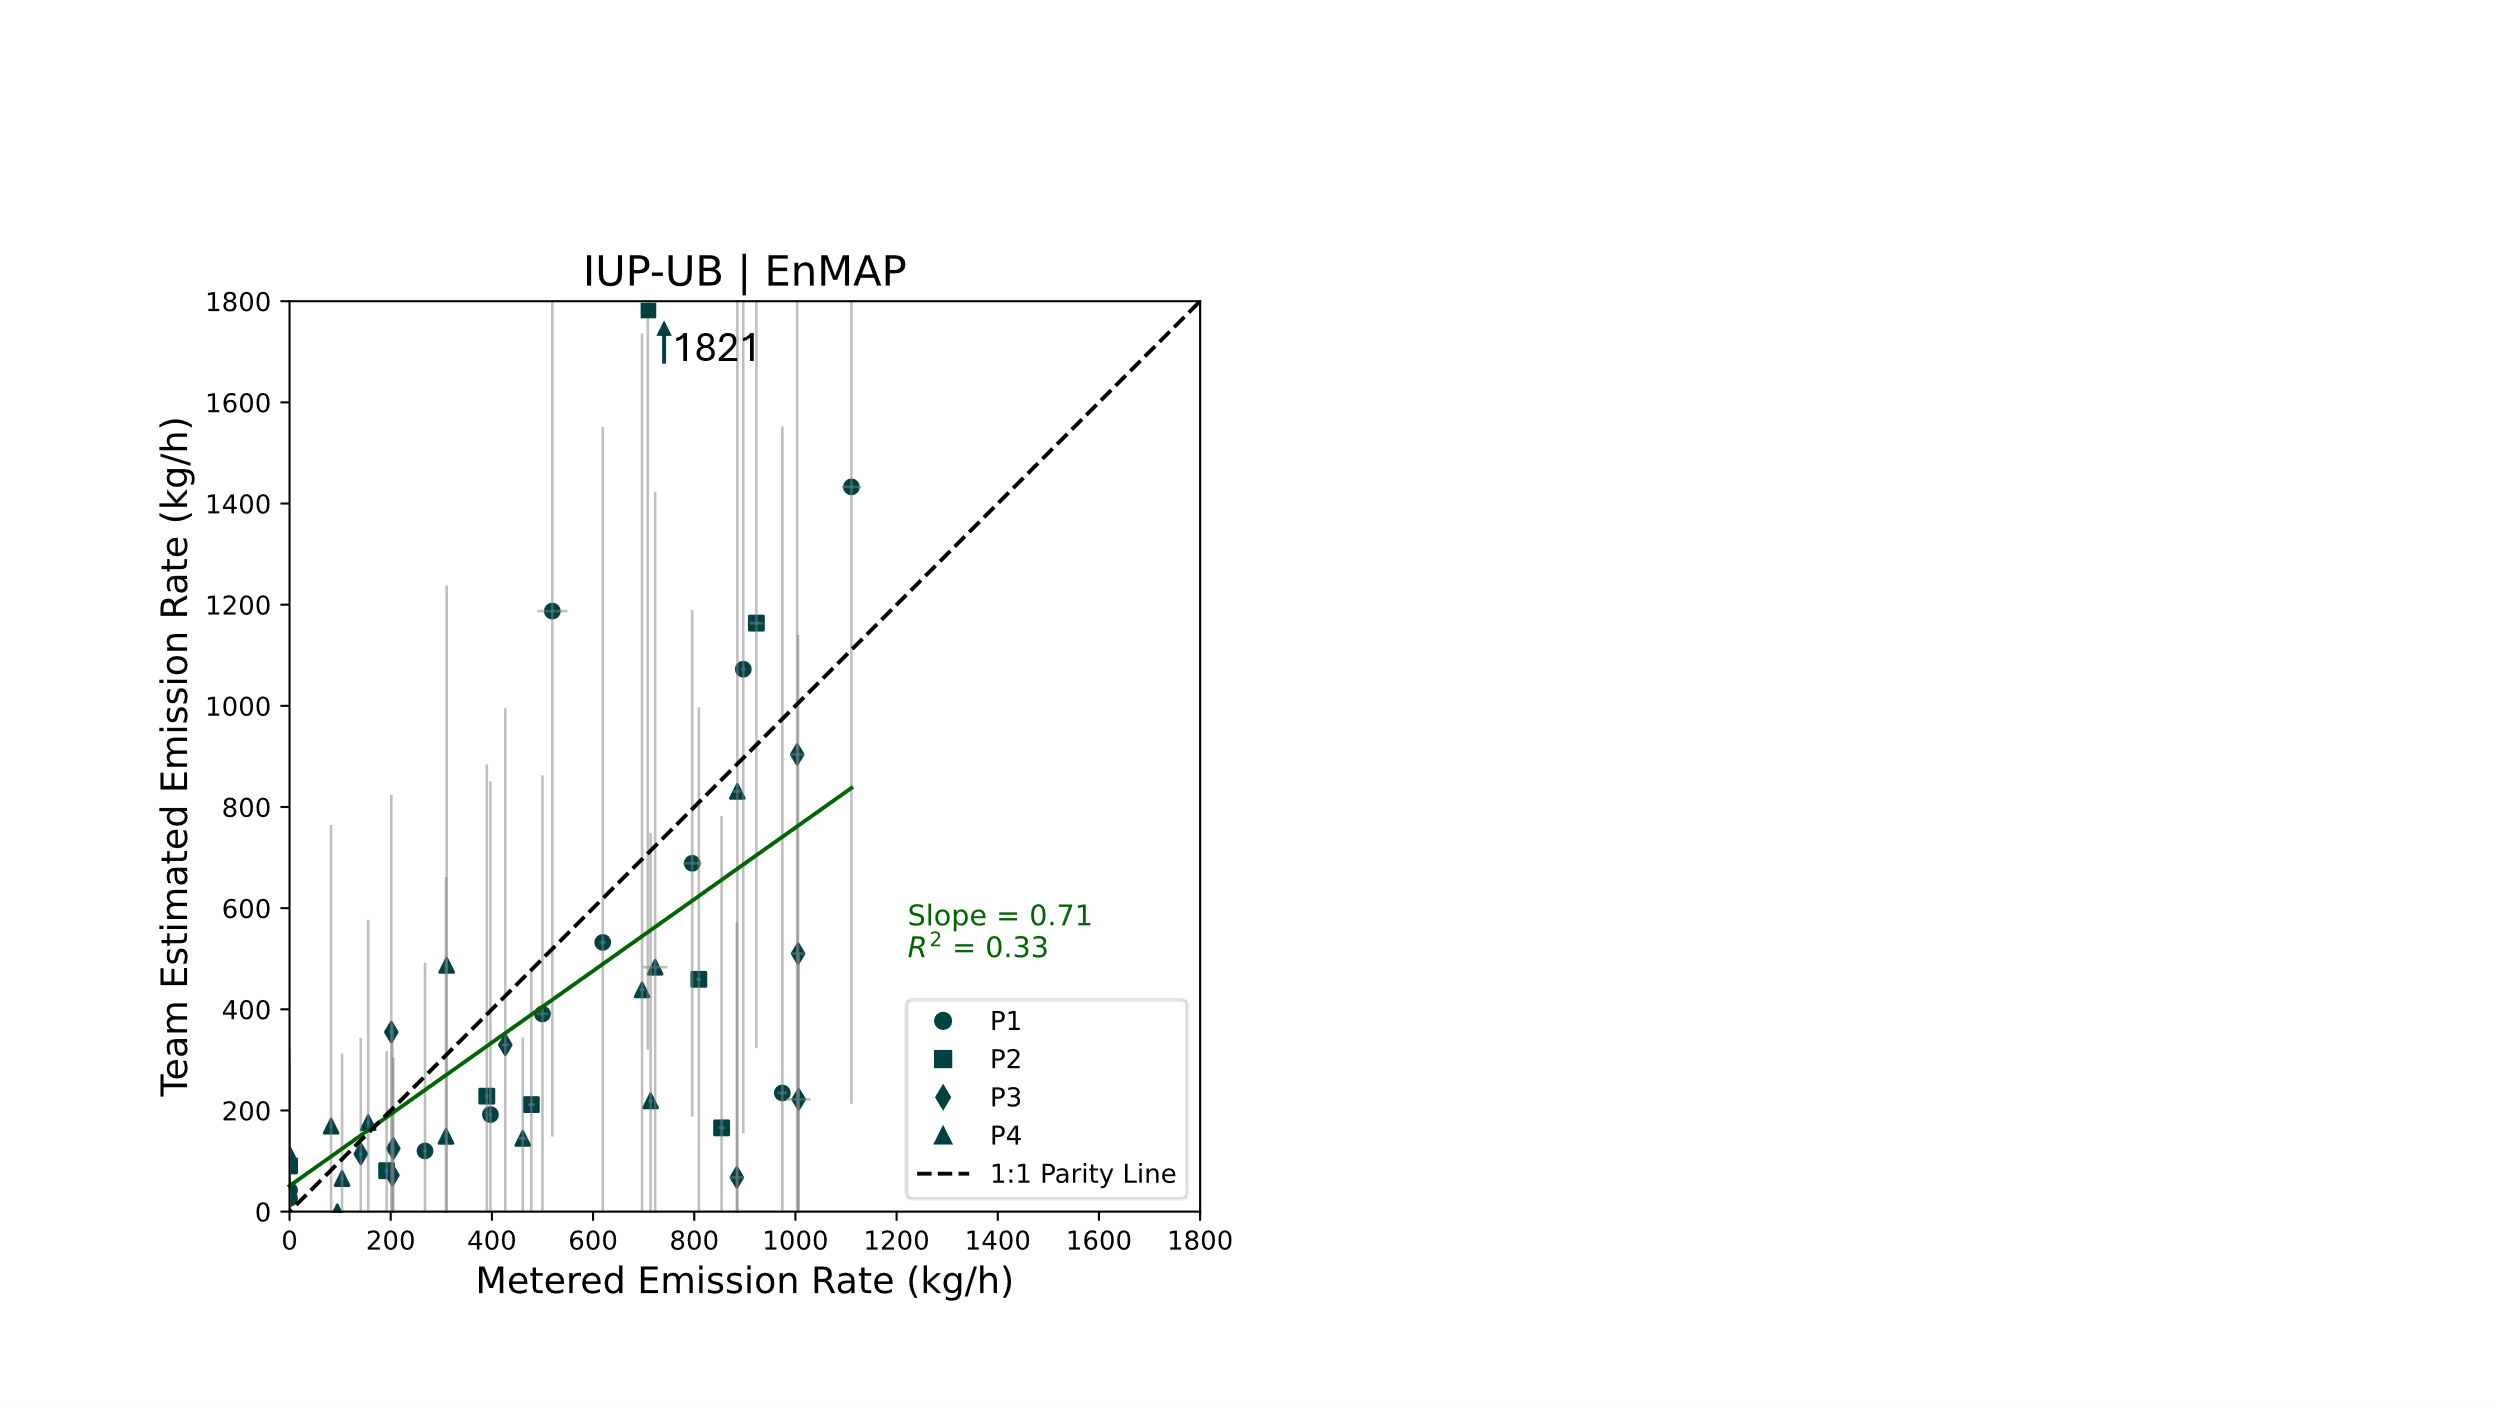 IUP-UB | EnMAP
1800
1821
1600
1400
1200
1000
800
600
400
200
0
Team Estimated Emission Rate (kg/h)
Slope = 0.71
R² = 0.33
P1
P2
P3
P4
1:1 Parity Line
0 200 400 600 800 1000 1200 1400 1600 1800
Metered Emission Rate (kg/h)